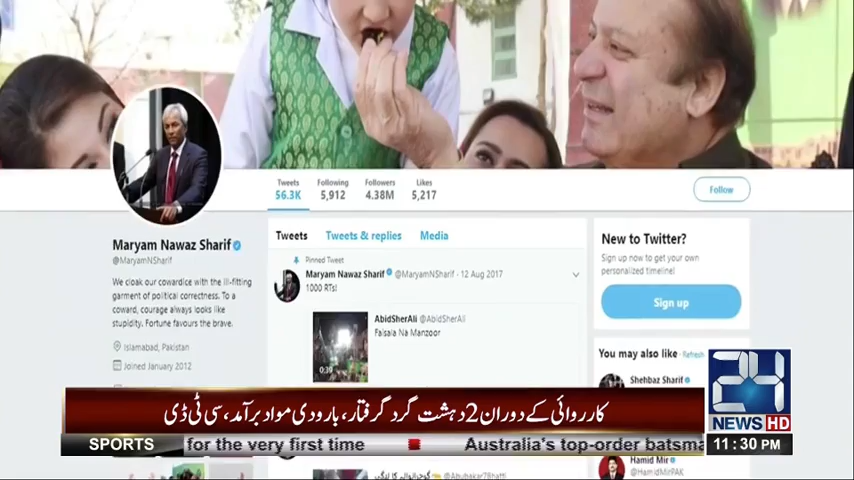 Tweets Following Followers Likes
56.3K 5,912 4.38M 5,217
Follow
Maryam Nawaz Sharif
@MaryamNSharif
We cloak our cowardice with the ill-fitting
garment of political correctness. To a
coward, courage always looks like
stupidity. Fortune favours the brave.
Islamabad, Pakistan
Joined January 2012
Tweets Tweets & replies Media
Pinned Tweet
Maryam Nawaz Sharif @MaryamNSharif - 12 Aug 2017
1000 RTs!
AbidSherAli @AbidSherAli
Faisala Na Manzoor
0:39
New to Twitter?
Sign up now to get your own
personalized timeline!
Sign up
You may also like · Refresh
Shehbaz Sharif
کارروائی کے دوران 2 دہشت گرد گرفتار، بارودی مواد برآمد، سی ٹی ڈی
24
NEWS HD
11:30 PM
SPORTS for the very first time Australia's top-order batsma
Hamid Mir
@HamidMirPAK
@Abubakar78bhatti